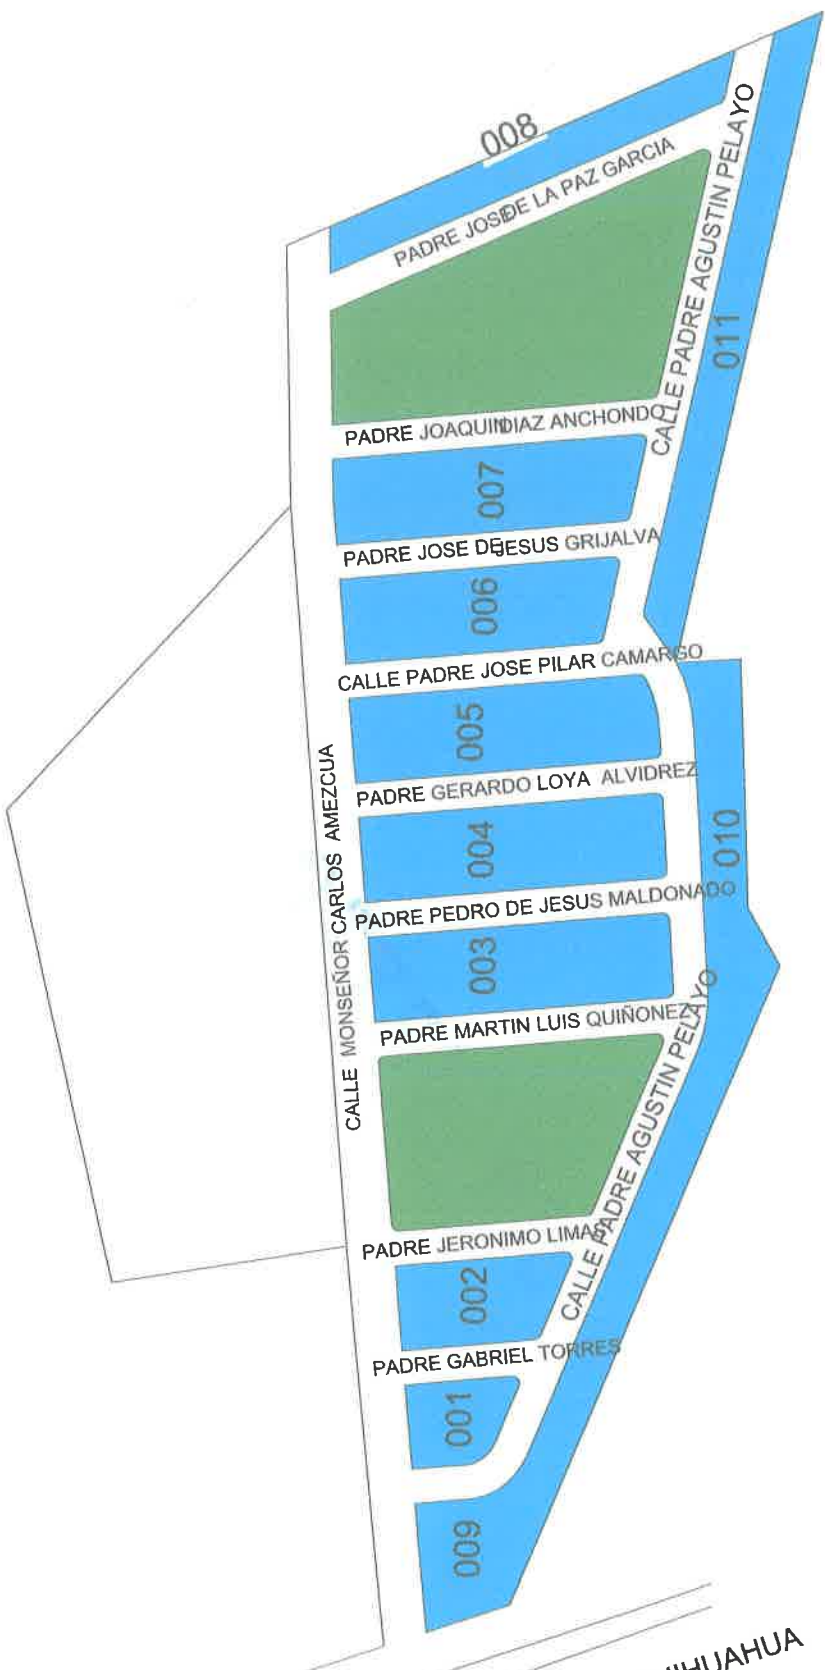 008
PADRE JOSE DE LA PAZ GARCIA
CALLE PADRE AGUSTIN PELAYO
011
PADRE JOAQUIN DIAZ ANCHONDO
007
PADRE JOSE DE JESUS GRIJALVA
006
CALLE PADRE JOSE PILAR CAMARGO
005
CALLE MONSEÑOR CARLOS AMEZCUA
PADRE GERARDO LOYA ALVIDREZ
004
010
PADRE PEDRO DE JESUS MALDONADO
003
PADRE MARTIN LUIS QUIÑONEZ
CALLE PADRE AGUSTIN PELAYO
PADRE JERONIMO LIMAS
002
PADRE GABRIEL TORRES
001
009